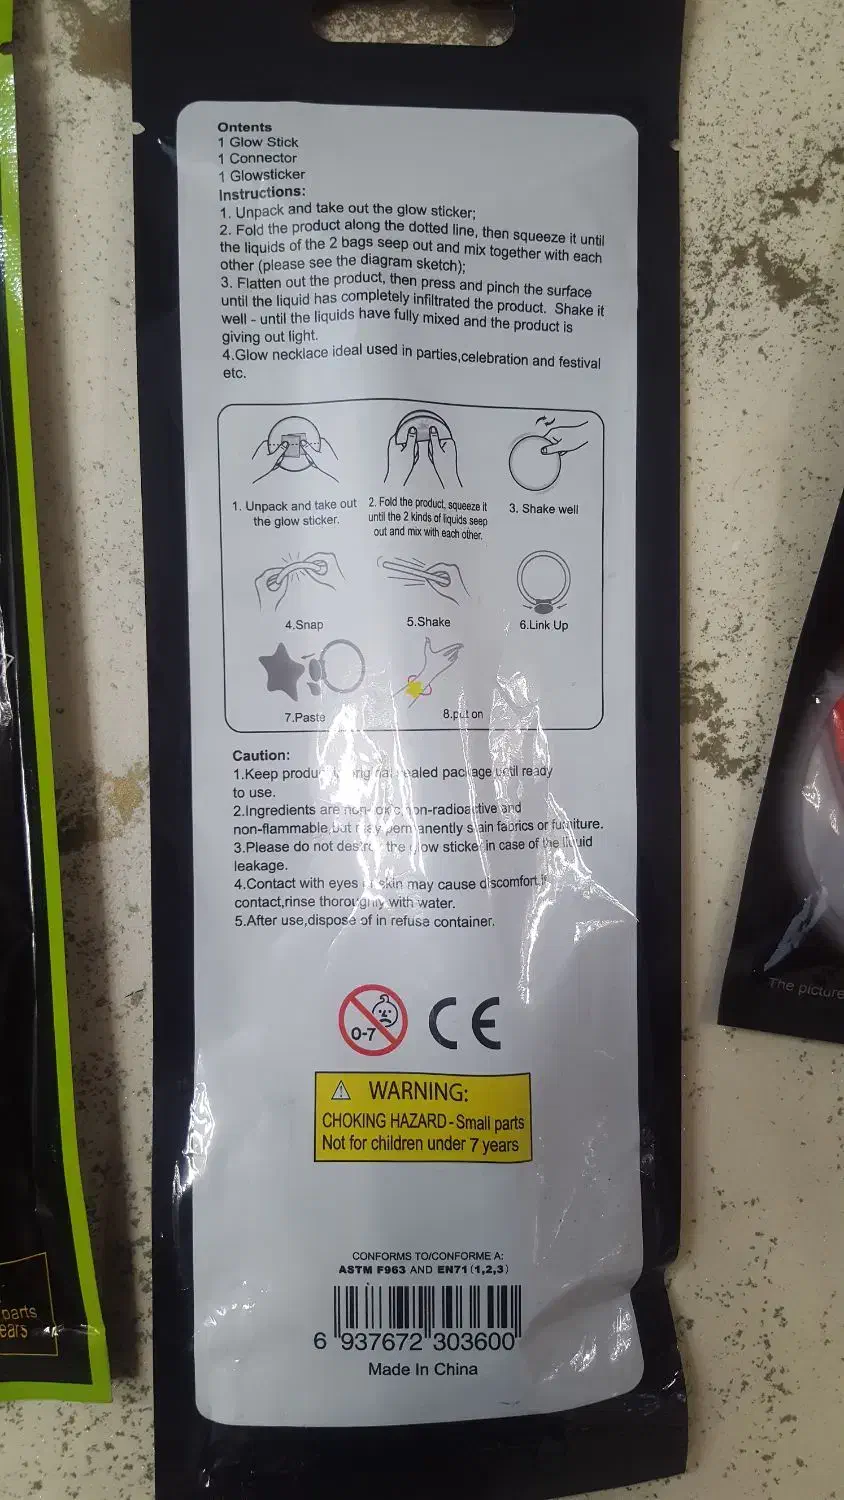 Ontents
1 Glow Stick
1 Connector
1 Glowsticker
Instructions:
1. Unpack and take out the glow sticker;
2. Fold the product along the dotted line, then squeeze it until
the liquids of the 2 bags seep out and mix together with each
other (please see the diagram sketch);
3. Flatten out the product, then press and pinch the surface
until the liquid has completely infiltrated the product. Shake it
well - until the liquids have fully mixed and the product is
giving out light.
4.Glow necklace ideal used in parties,celebration and festival
etc.
1. Unpack and take out
the glow sticker.
2. Fold the product, squeeze it
until the 2 kinds of liquids seep
out and mix with each other.
3. Shake well
4.Snap
5.Shake
6.Link Up
7.Paste
8.put on
Caution:
1.Keep sealed package until ready
to use.
2.Ingredients are non-toxic,non-radioactive and
non-flammable,but may permanently stain fabrics or furniture.
3.Please do not destroy the glow sticker in case of the liquid
leakage.
4.Contact with eyes or skin may cause discomfort,if
contact,rinse thoroughly with water.
5.After use,dispose of in refuse container.
0-7
CE
WARNING:
CHOKING HAZARD - Small parts
Not for children under 7 years
CONFORMS TO/CONFORME A:
ASTM F963 AND EN71(1,2,3)
6 937672 303600
Made In China
parts
ears
The picture